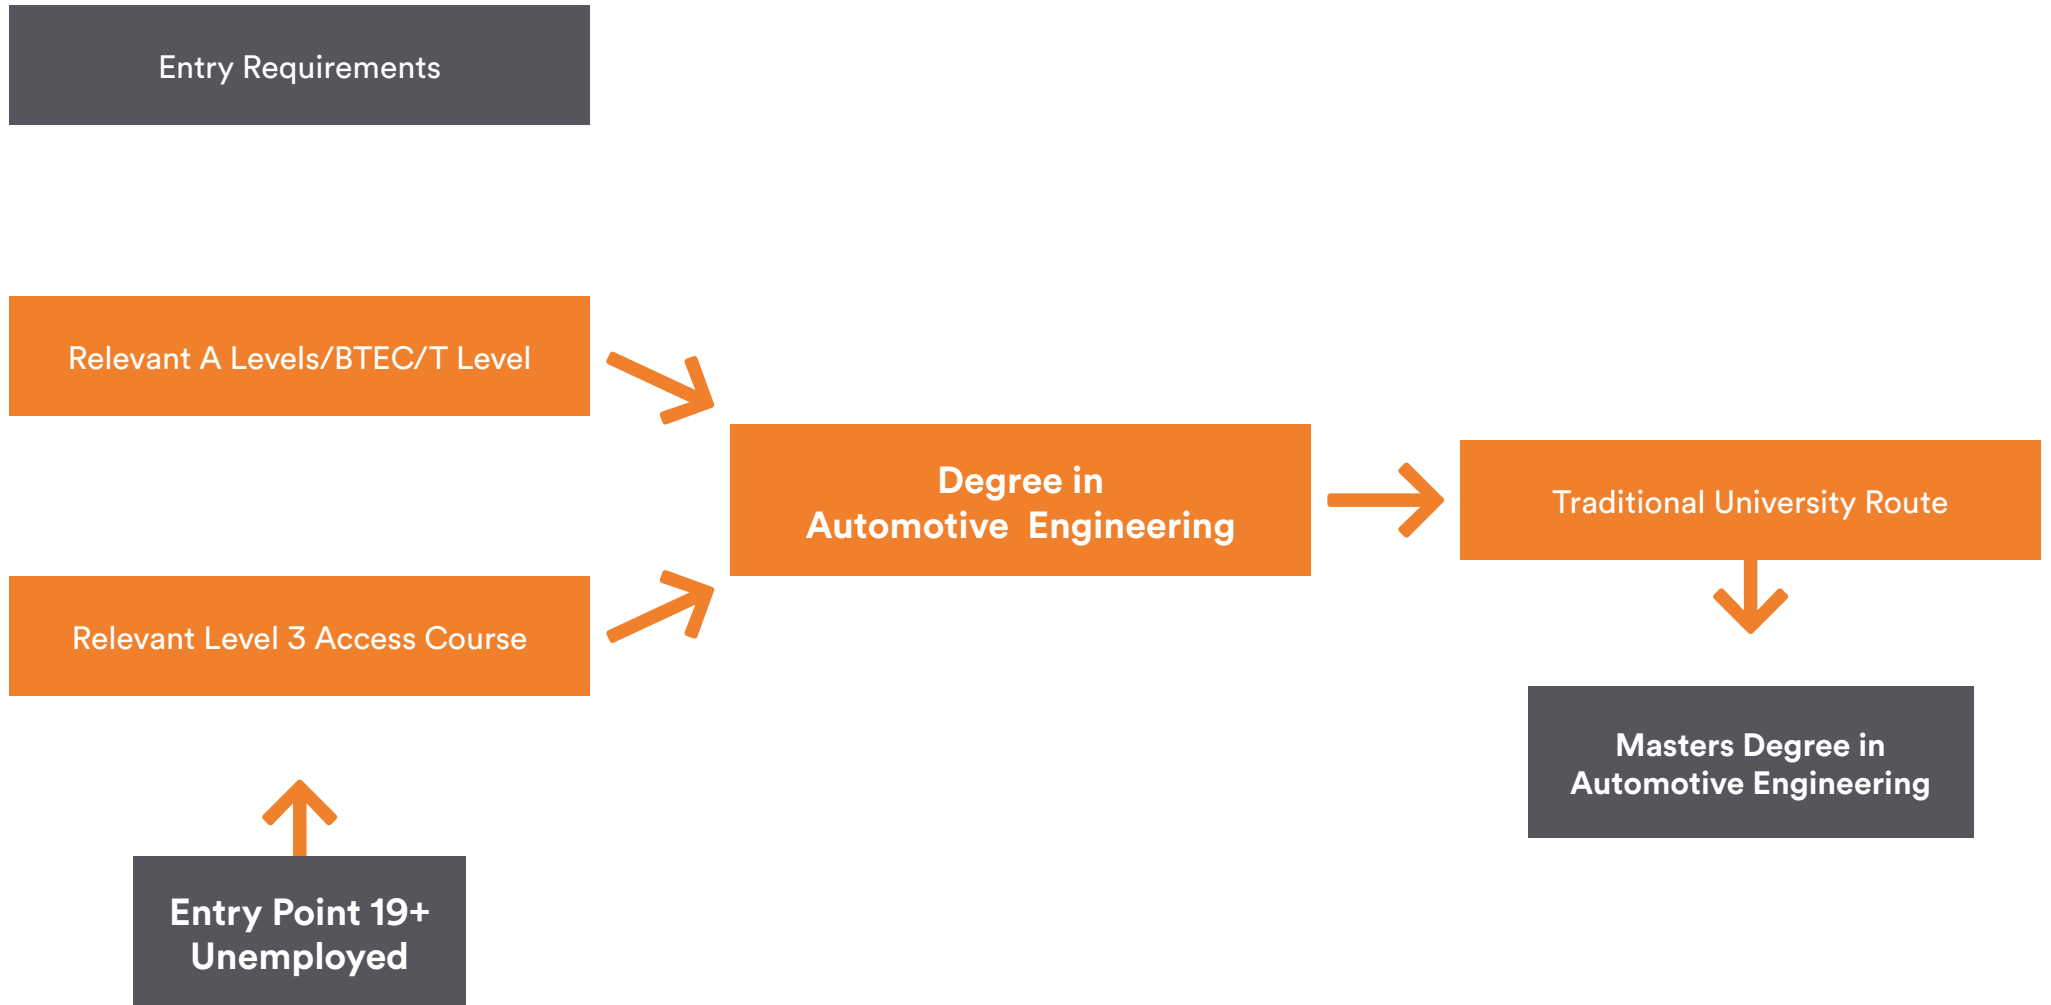 Entry Requirements
Relevant A Levels/BTEC/T Level
Relevant Level 3 Access Course
Entry Point 19+
Unemployed
Degree in
Automotive  Engineering
Traditional University Route
Masters Degree in
Automotive Engineering